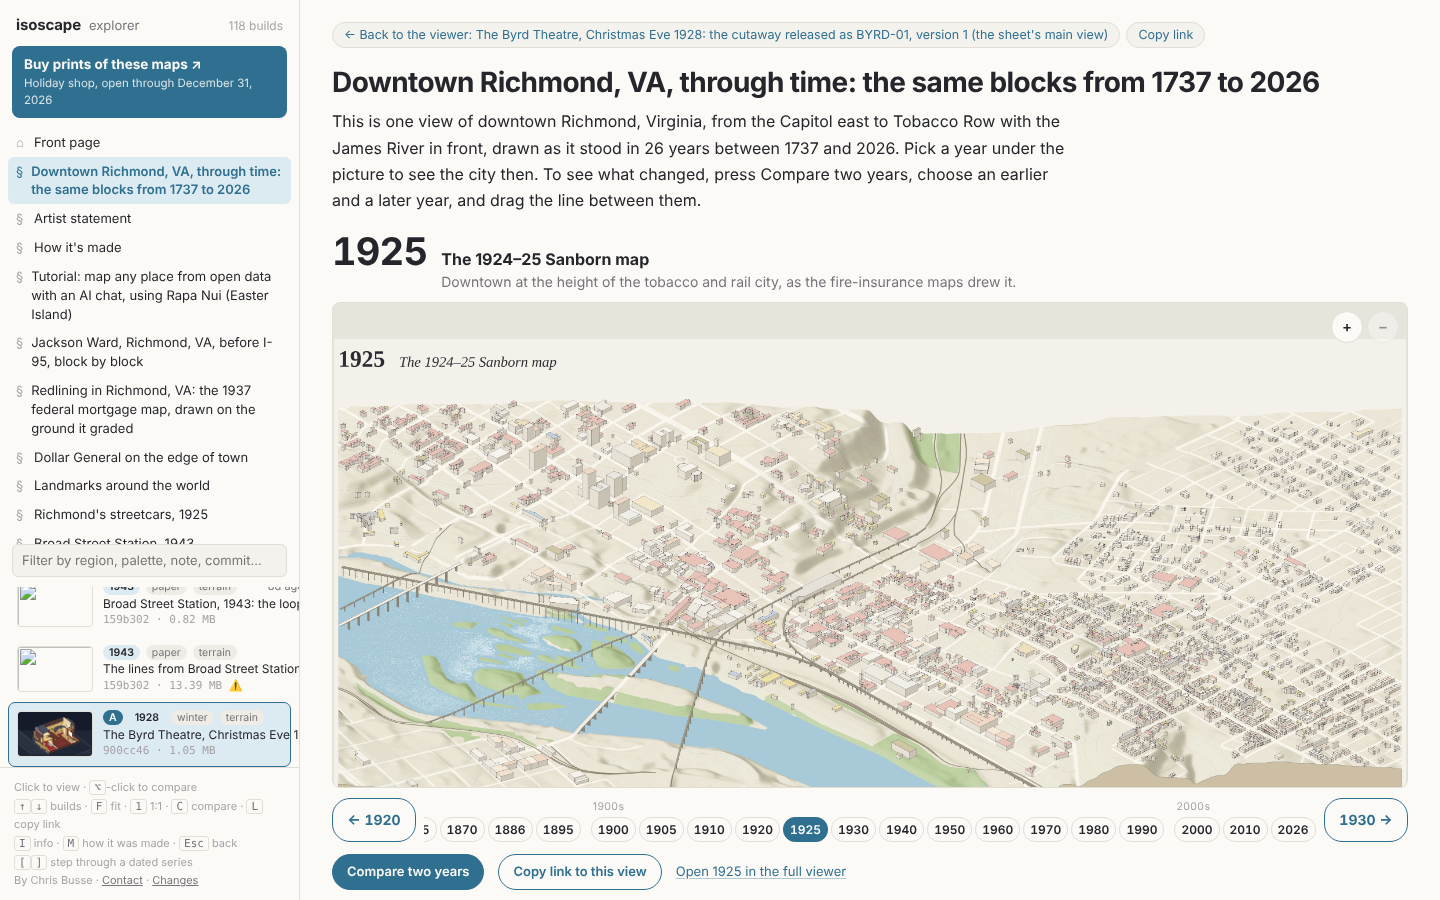 isoscape explorer 118 builds
Buy prints of these maps ↗
Holiday shop, open through December 31,
2026
⌂ Front page
§ Downtown Richmond, VA, through time:
the same blocks from 1737 to 2026
§ Artist statement
§ How it's made
§ Tutorial: map any place from open data
with an AI chat, using Rapa Nui (Easter
Island)
§ Jackson Ward, Richmond, VA, before I-
95, block by block
§ Redlining in Richmond, VA: the 1937
federal mortgage map, drawn on the
ground it graded
§ Dollar General on the edge of town
§ Landmarks around the world
§ Richmond's streetcars, 1925
§ Broad Street Station, 1943
Filter by region, palette, note, commit...
1943 paper terrain 8d ag
Broad Street Station, 1943: the loop
159b302 · 0.82 MB
1943 paper terrain
The lines from Broad Street Station
159b302 · 13.39 MB ⚠️
A 1928 winter terrain
The Byrd Theatre, Christmas Eve 1
900cc46 · 1.05 MB
Click to view · ⌥-click to compare
↑ ↓ builds · F fit · 1 1:1 · C compare · L
copy link
I info · M how it was made · Esc back
[ ] step through a dated series
By Chris Busse · Contact · Changes
← Back to the viewer: The Byrd Theatre, Christmas Eve 1928: the cutaway released as BYRD-01, version 1 (the sheet's main view) Copy link
Downtown Richmond, VA, through time: the same blocks from 1737 to 2026
This is one view of downtown Richmond, Virginia, from the Capitol east to Tobacco Row with the
James River in front, drawn as it stood in 26 years between 1737 and 2026. Pick a year under the
picture to see the city then. To see what changed, press Compare two years, choose an earlier
and a later year, and drag the line between them.
1925 The 1924–25 Sanborn map
Downtown at the height of the tobacco and rail city, as the fire-insurance maps drew it.
+ −
1925 The 1924–25 Sanborn map
1900s 2000s
← 1920 5 1870 1886 1895 1900 1905 1910 1920 1925 1930 1940 1950 1960 1970 1980 1990 2000 2010 2026 1930 →
Compare two years Copy link to this view Open 1925 in the full viewer